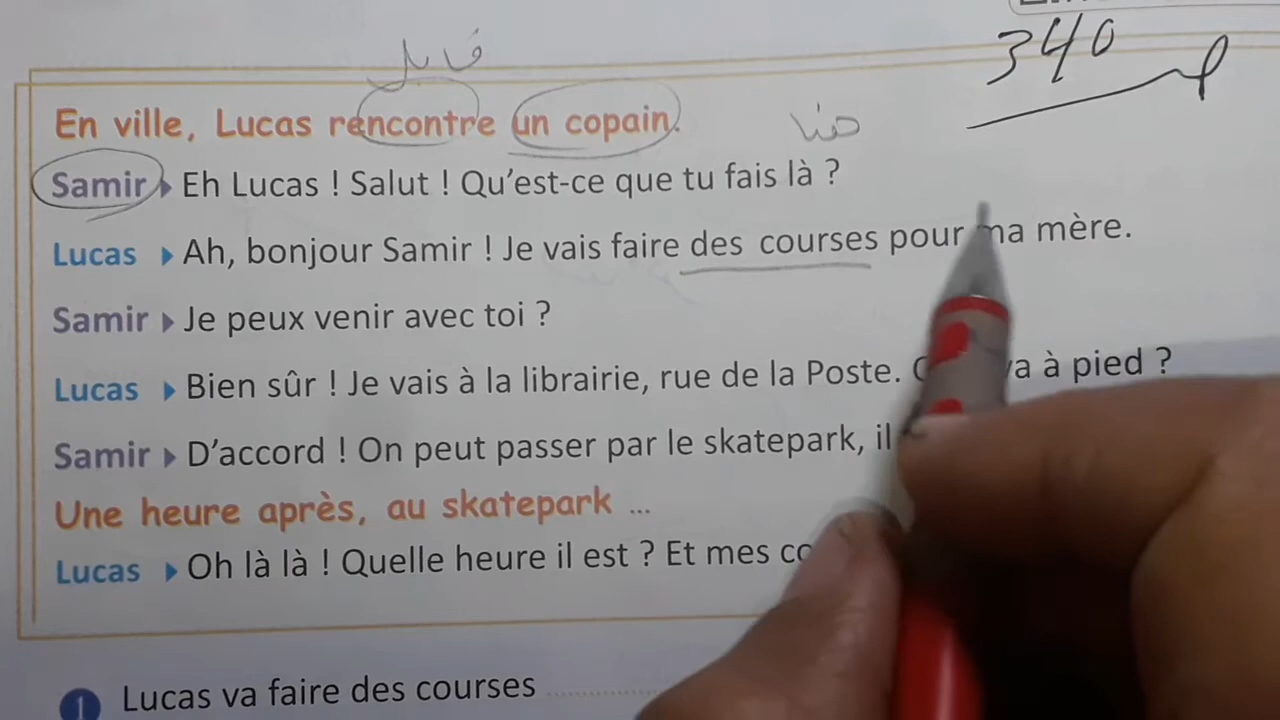 340
قابل
En ville, Lucas rencontre un copain.
هنا
Samir ▸ Eh Lucas ! Salut ! Qu'est-ce que tu fais là ?
Lucas ▸ Ah, bonjour Samir ! Je vais faire des courses pour ma mère.
Samir ▸ Je peux venir avec toi ?
Lucas ▸ Bien sûr ! Je vais à la librairie, rue de la Poste. va à pied ?
Samir ▸ D'accord ! On peut passer par le skatepark, il
Une heure après, au skatepark ...
Lucas ▸ Oh là là ! Quelle heure il est ? Et mes
1 Lucas va faire des courses ..........